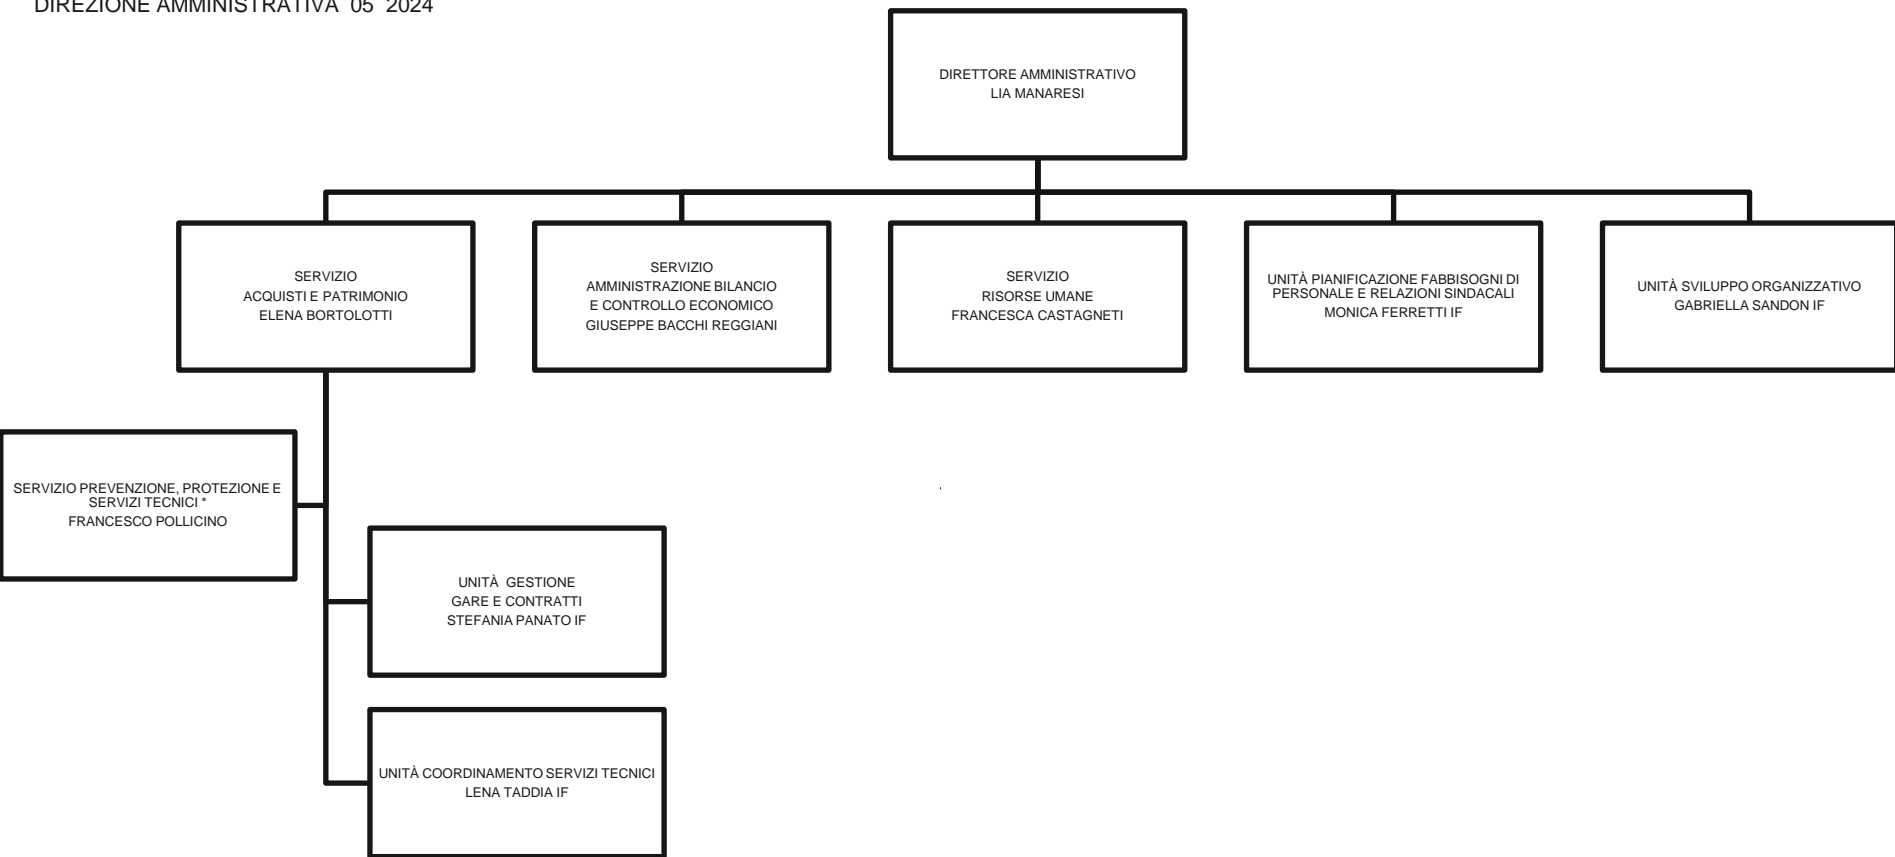 DIREZIONE AMMINISTRATIVA 05 2024
DIRETTORE AMMINISTRATIVO
LIA MANARESI
SERVIZIO
ACQUISTI E PATRIMONIO
ELENA BORTOLOTTI
SERVIZIO
AMMINISTRAZIONE BILANCIO
E CONTROLLO ECONOMICO
GIUSEPPE BACCHI REGGIANI
SERVIZIO
RISORSE UMANE
FRANCESCA CASTAGNETI
UNITÀ PIANIFICAZIONE FABBISOGNI DI
PERSONALE E RELAZIONI SINDACALI
MONICA FERRETTI IF
UNITÀ SVILUPPO ORGANIZZATIVO
GABRIELLA SANDON IF
SERVIZIO PREVENZIONE, PROTEZIONE E
SERVIZI TECNICI *
FRANCESCO POLLICINO
UNITÀ GESTIONE
GARE E CONTRATTI
STEFANIA PANATO IF
UNITÀ COORDINAMENTO SERVIZI TECNICI
LENA TADDIA IF